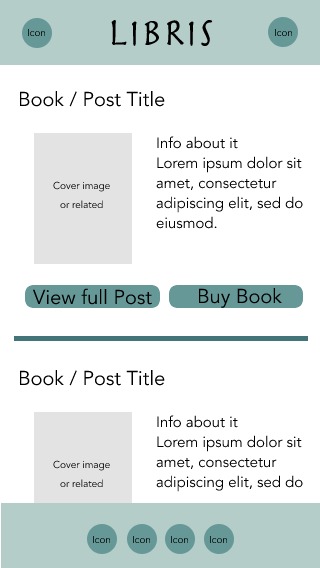 Icon
LIBRIS
Icon
Book / Post Title
Cover image
or related
Info about it
Lorem ipsum dolor sit
amet, consectetur
adipiscing elit, sed do
eiusmod.
View full Post
Buy Book
Book / Post Title
Cover image
or related
Info about it
Lorem ipsum dolor sit
amet, consectetur
adipiscing elit, sed do
Icon
Icon
Icon
Icon